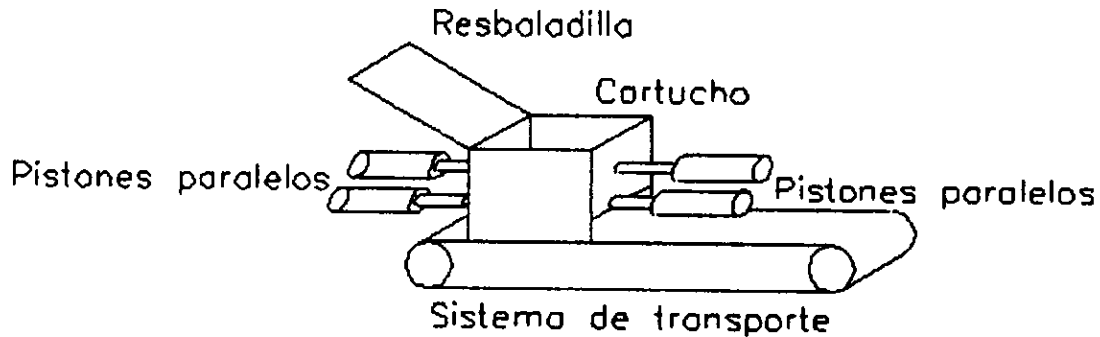 Resbaladilla
Cartucho
Pistones paralelos
Pistones paralelos
Sistema de transporte